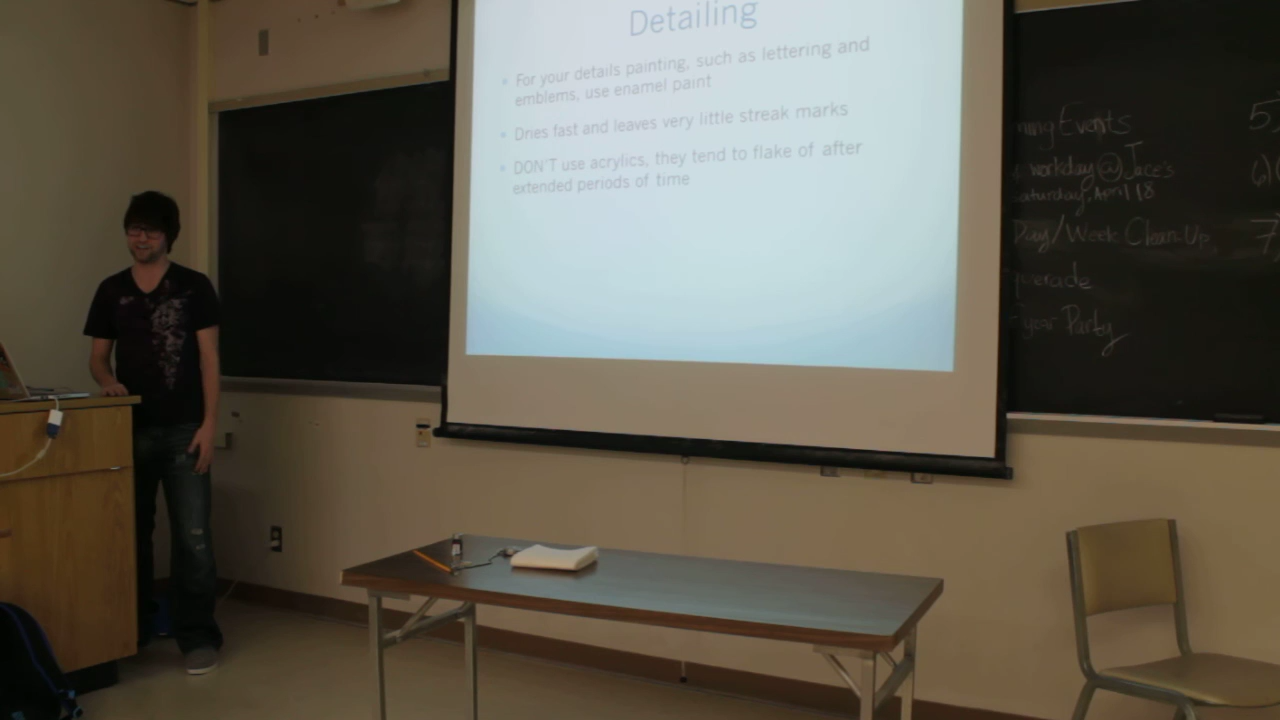 Detailing
For your details painting, such as lettering and
emblems, use enamel paint
Dries fast and leaves very little streak marks
DON'T use acrylics, they tend to flake of after
extended periods of time
Events
workday@Jace's
April 18
Day/Week Clean Up
year Party